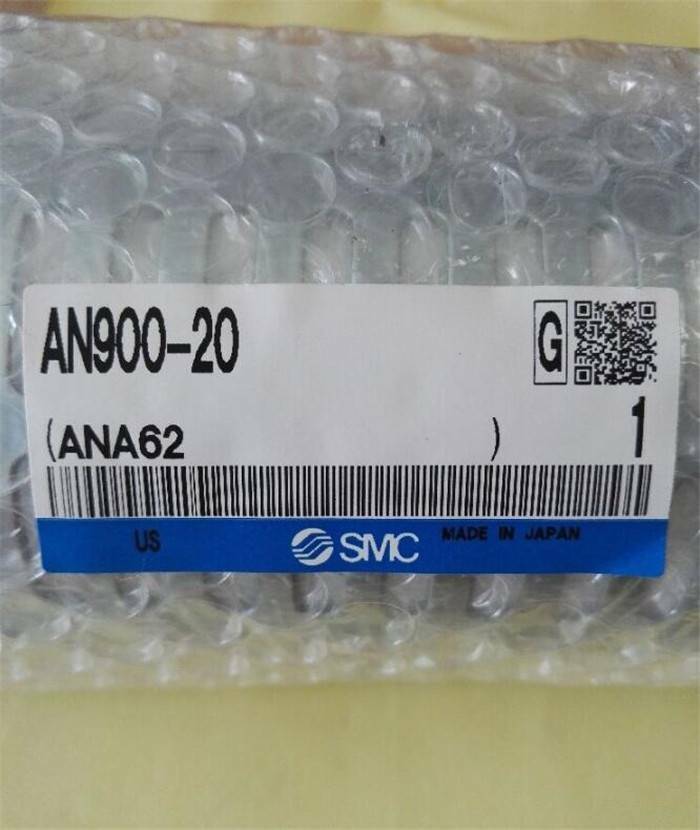 AN900-20 G
(ANA62 ) 1
US SMC MADE IN JAPAN